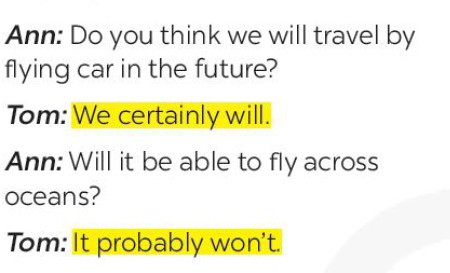 Ann: Do you think we will travel by
flying car in the future?
Tom: We certainly will.
Ann: Will it be able to fly across
oceans?
Tom: It probably won't.